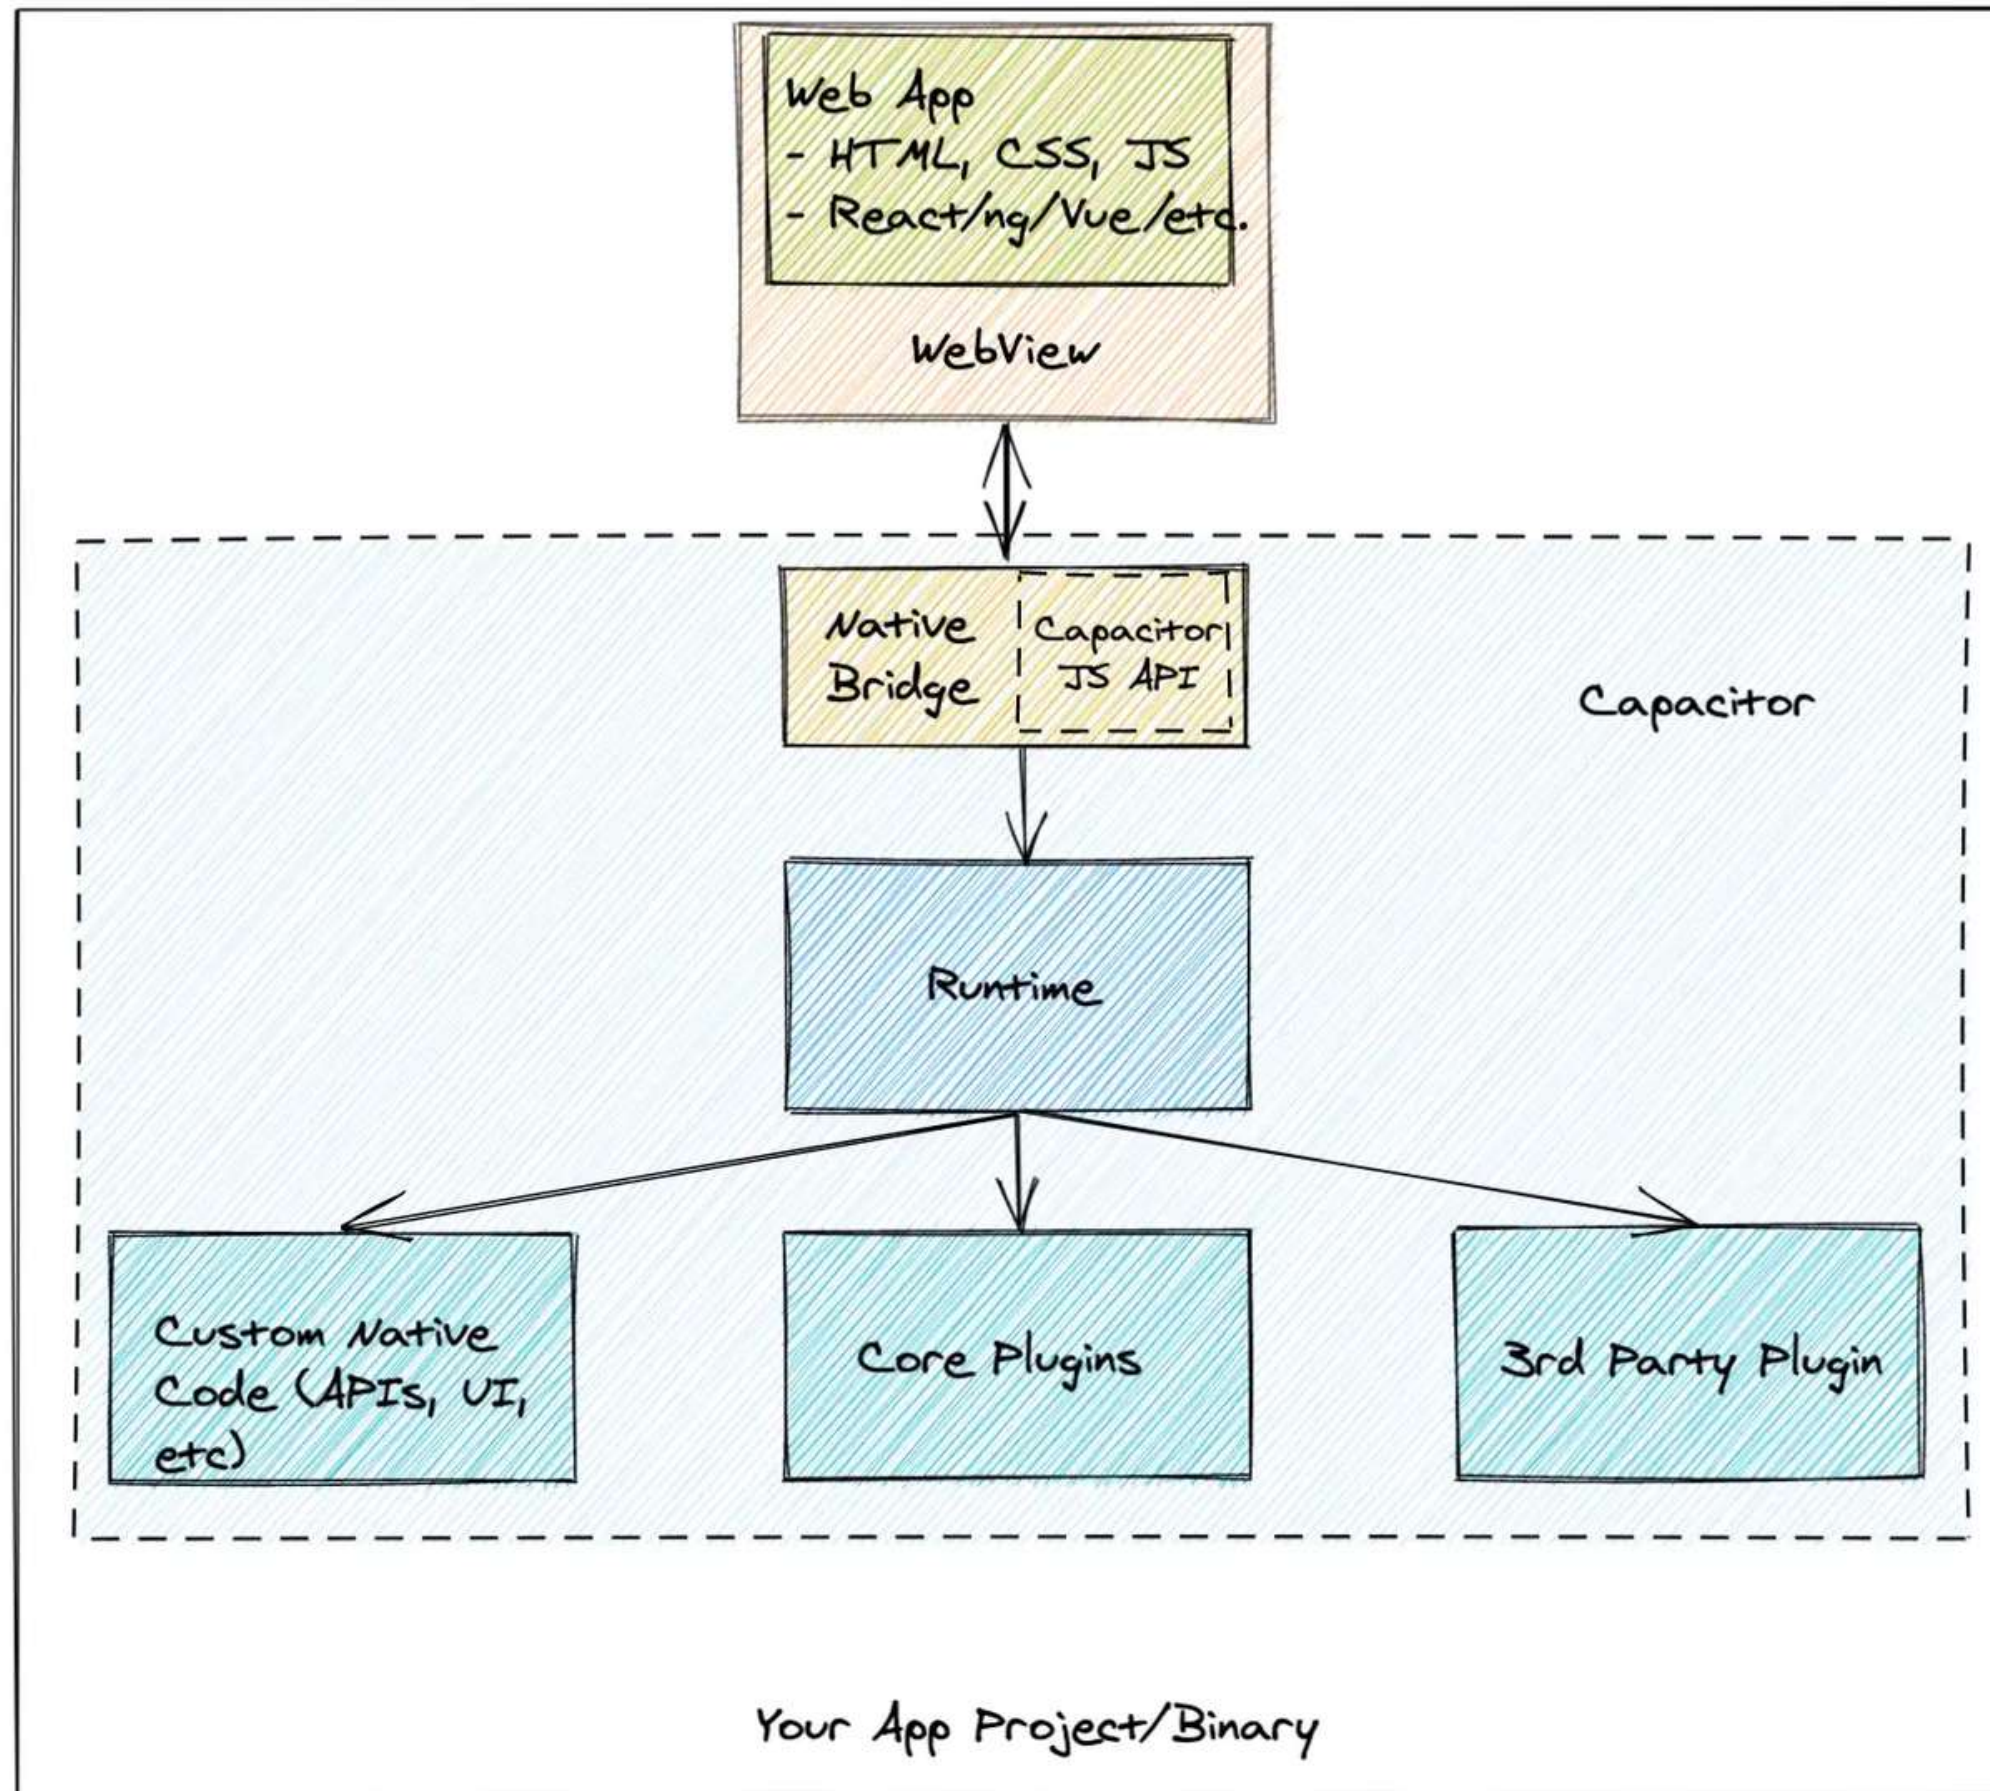 Web App
- HTML, CSS, JS
- React/ng/Vue/etc.
WebView
Native
Bridge
Capacitor
JS API
Capacitor
Runtime
Custom Native
Code (APIs, UI,
etc)
Core Plugins
3rd Party Plugin
Your App Project/Binary